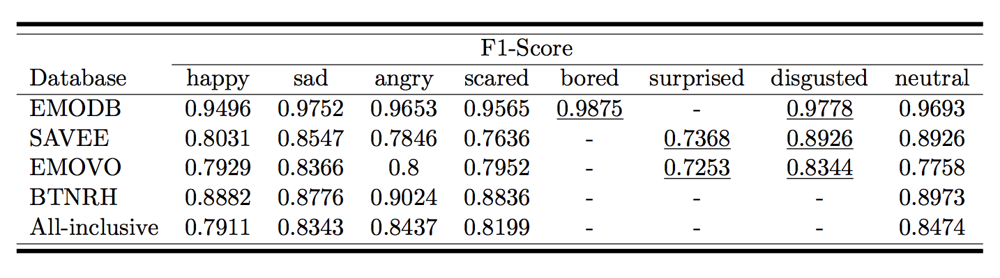 F1-Score
Database happy sad angry scared bored surprised disgusted neutral
EMODB 0.9496 0.9752 0.9653 0.9565 0.9875 - 0.9778 0.9693
SAVEE 0.8031 0.8547 0.7846 0.7636 - 0.7368 0.8926 0.8926
EMOVO 0.7929 0.8366 0.8 0.7952 - 0.7253 0.8344 0.7758
BTNRH 0.8882 0.8776 0.9024 0.8836 - - - 0.8973
All-inclusive 0.7911 0.8343 0.8437 0.8199 - - - 0.8474